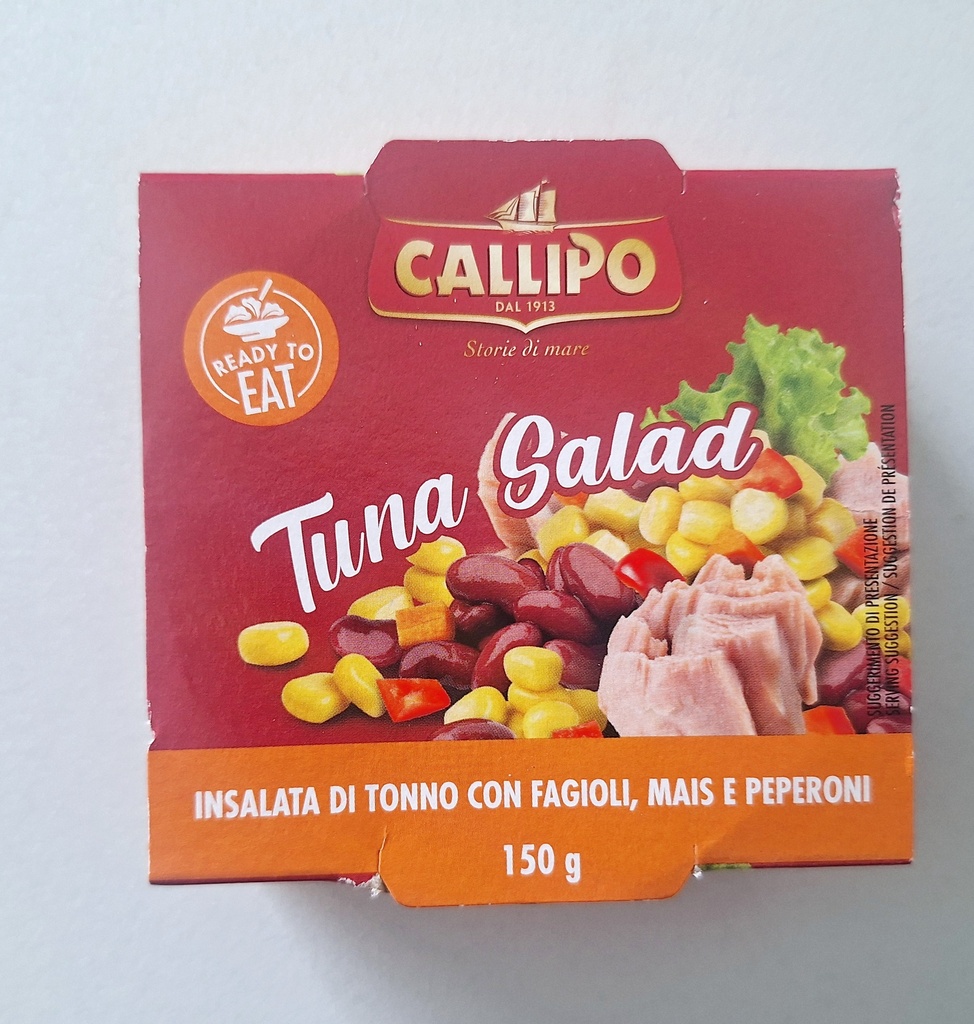 CALLIPO
DAL 1913
Storie di mare
READY TO
EAT
Tuna Salad
SUGGERIMENTO DI PRESENTAZIONE
SERVING SUGGESTION / SUGGESTION DE PRÉSENTATION
INSALATA DI TONNO CON FAGIOLI, MAIS E PEPERONI
150 g